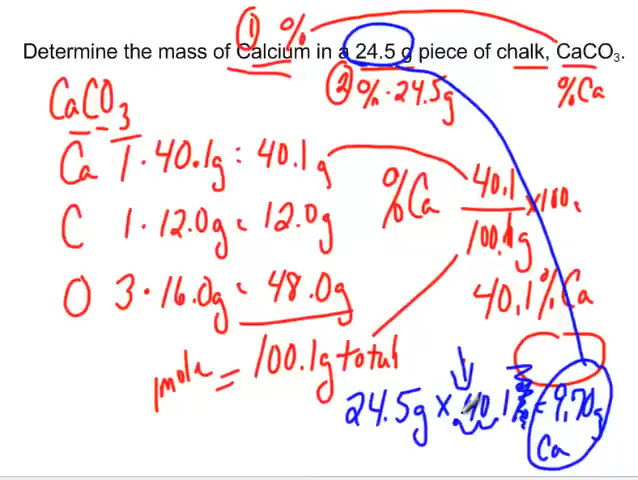 ① %
Determine the mass of Calcium in a 24.5 g piece of chalk, CaCO₃.
② % · 24.5g
%Ca
CaCO₃
Ca 1 · 40.1g = 40.1g
%Ca 40.1 / 100.1g × 100
C 1 · 12.0g = 12.0g
O 3 · 16.0g = 48.0g
40.1% Ca
mole = 100.1g total
24.5g × .401 = 9.70g
Ca